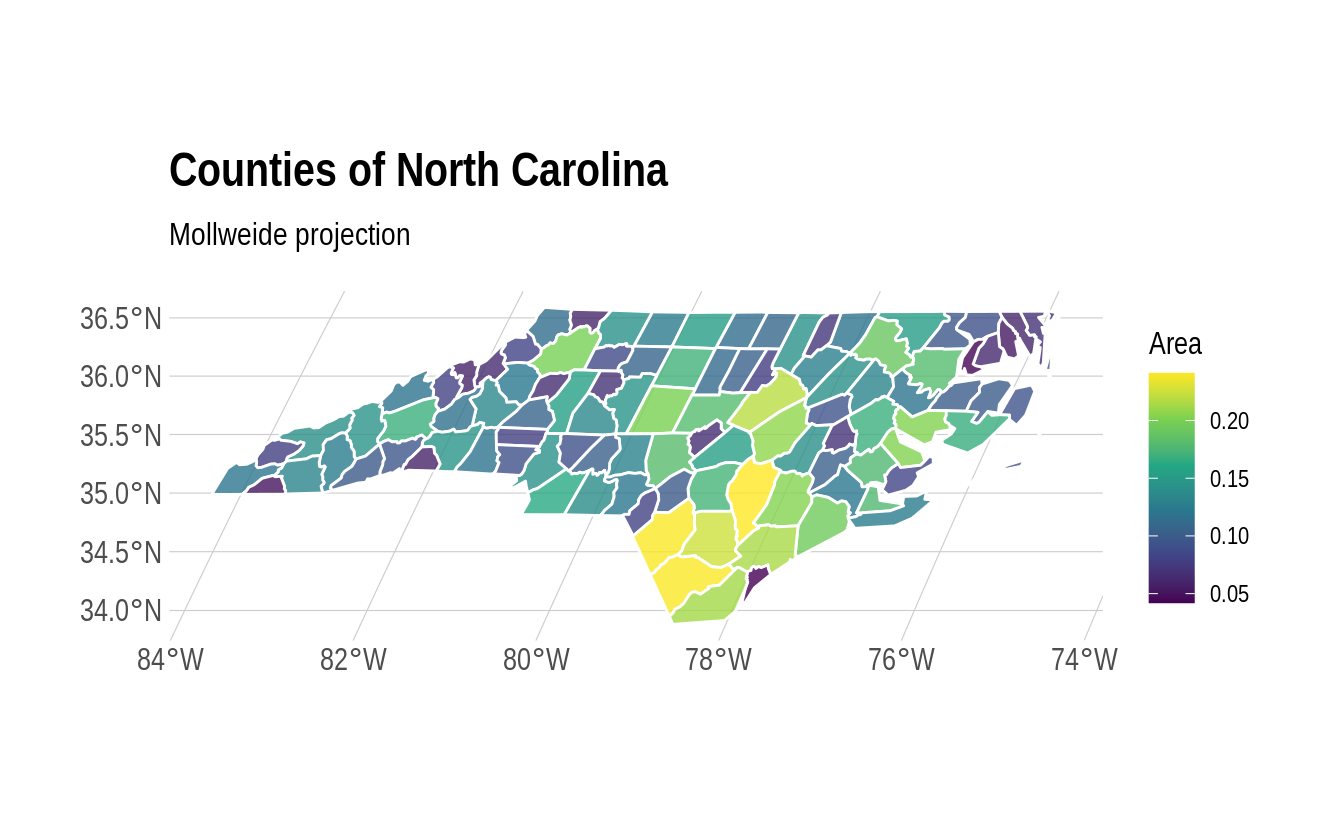 Counties of North Carolina
Mollweide projection
36.5°N
36.0°N
35.5°N
35.0°N
34.5°N
34.0°N
84°W 82°W 80°W 78°W 76°W 74°W
Area
0.20
0.15
0.10
0.05